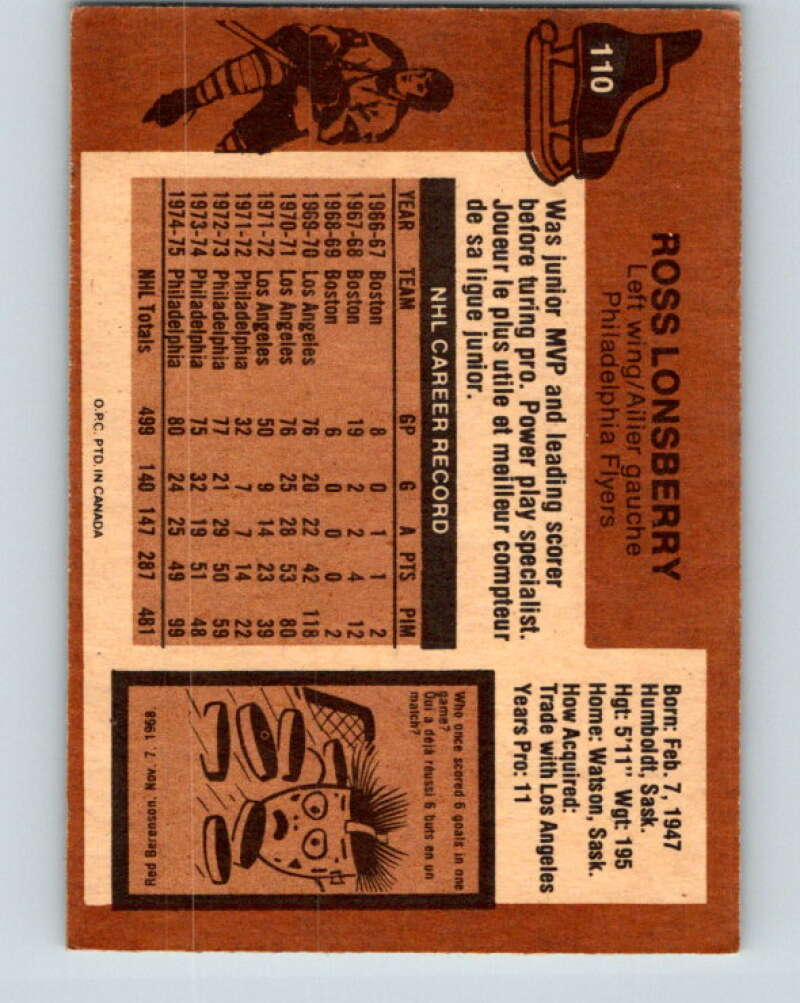 110
ROSS LONSBERRY
Left wing/Ailier gauche
Philadelphia Flyers
Was junior MVP and leading scorer
before turing pro. Power play specialist.
Joueur le plus utile et meilleur compteur
de sa ligue junior.
Born: Feb. 7, 1947
Humboldt, Sask.
Hgt: 5'11" Wgt: 195
Home: Watson, Sask.
How Acquired:
Trade with Los Angeles
Years Pro: 11
NHL CAREER RECORD
YEAR TEAM GP G A PTS PIM
1966-67 Boston 8 0 1 1 2
1967-68 Boston 19 2 2 4 12
1968-69 Boston 6 0 0 0 2
1969-70 Los Angeles 76 20 22 42 118
1970-71 Los Angeles 76 25 28 53 80
1971-72 Los Angeles 50 9 14 23 39
1971-72 Philadelphia 32 7 7 14 22
1972-73 Philadelphia 77 21 29 50 59
1973-74 Philadelphia 75 32 19 51 48
1974-75 Philadelphia 80 24 25 49 99
NHL Totals 499 140 147 287 481
O.P.C. PTD. IN CANADA
Who once scored 6 goals in one
game?
Qui a déjà réussi 6 buts en un
match?
Red Berenson. 7. Nov. 1968.